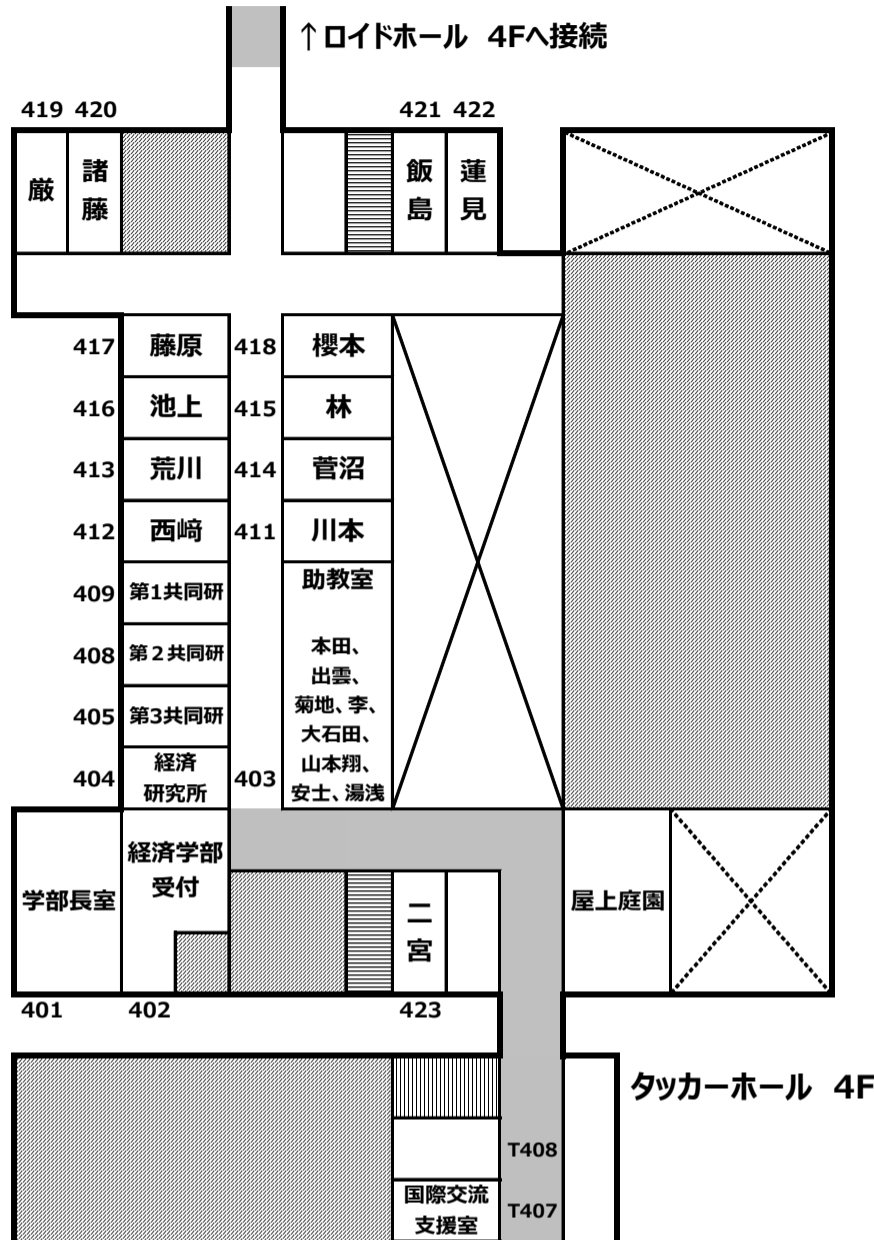 ↑ロイドホール 4Fへ接続
419 420 421 422
厳
諸藤
飯島
蓮見
417 藤原 418 櫻本
416 池上 415 林
413 荒川 414 菅沼
412 西﨑 411 川本
409 第1共同研
408 第2共同研
405 第3共同研
404 経済
研究所
403 助教室
本田、
出雲、
菊地、李、
大石田、
山本翔、
安士、湯浅
学部長室
経済学部
受付
二宮
屋上庭園
401 402 423
タッカーホール 4F
T408
国際交流
支援室
T407